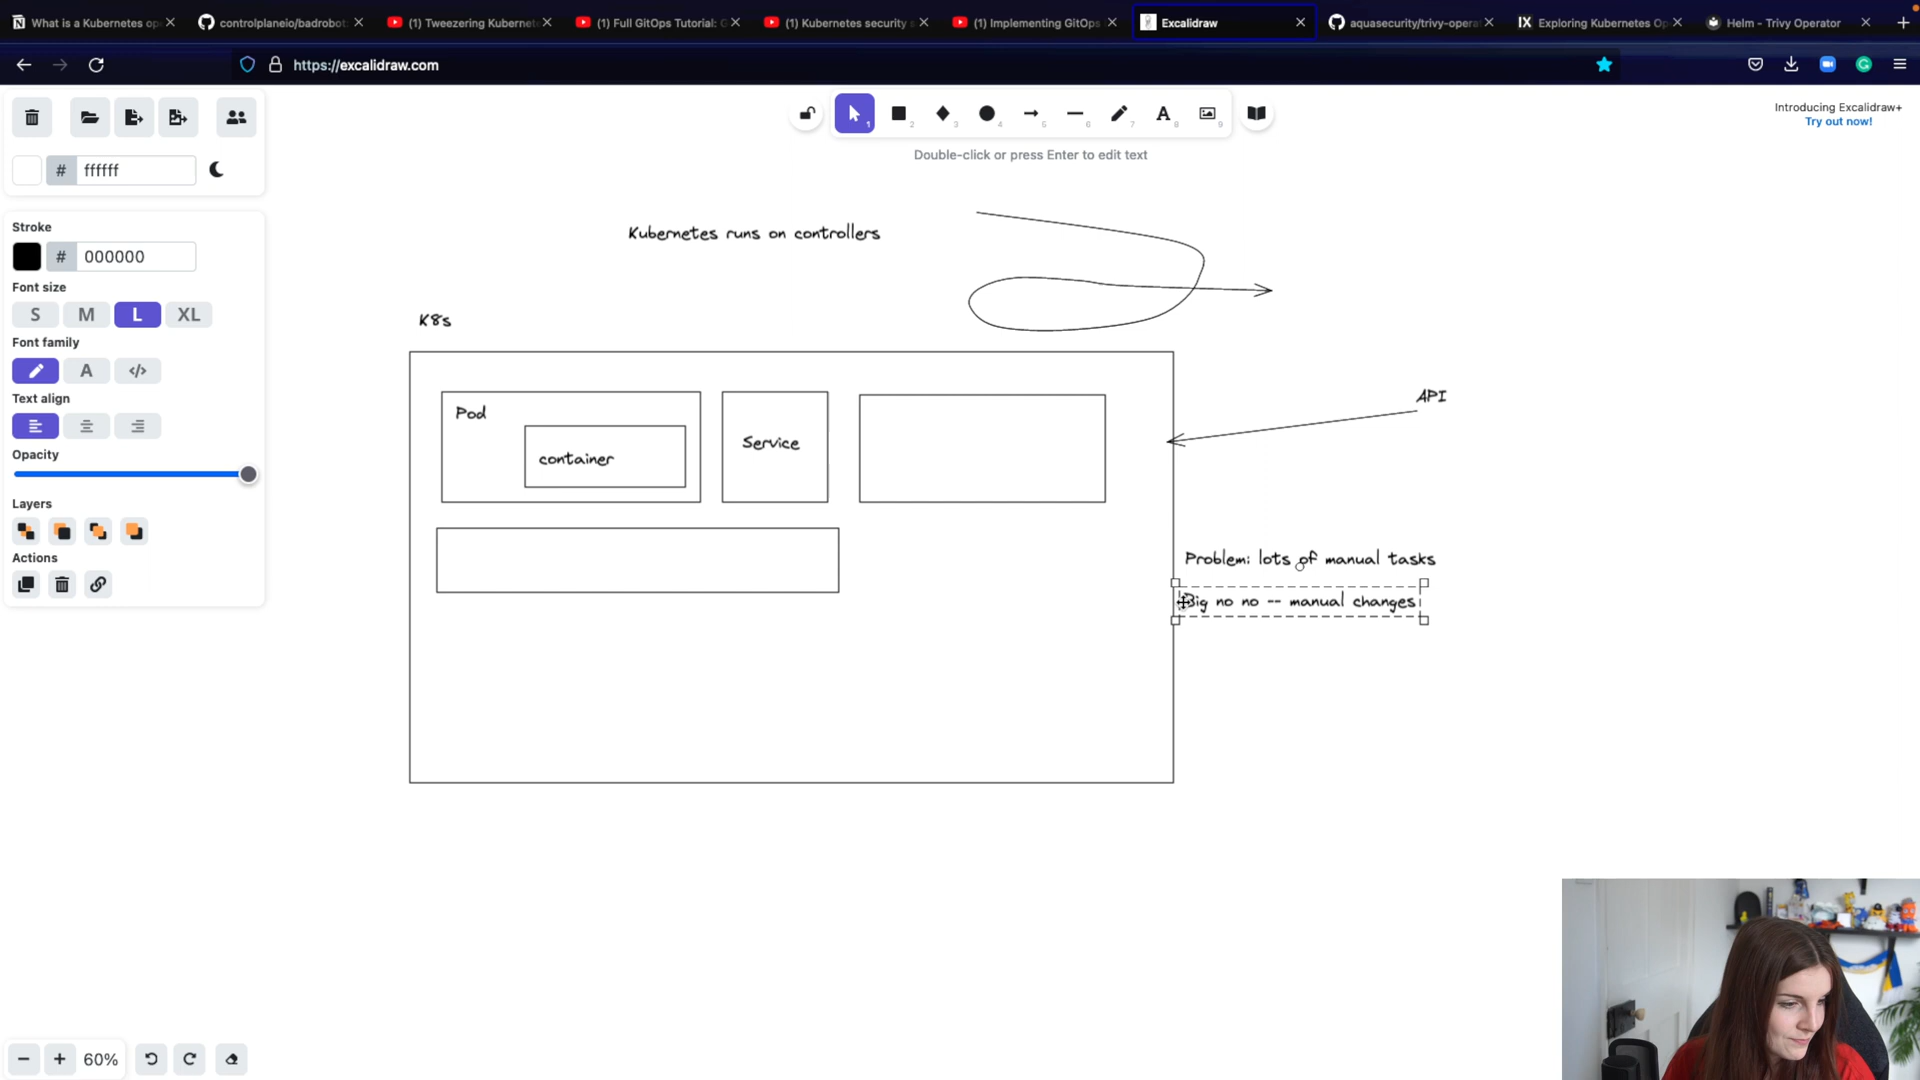 What is a Kubernetes op
controlplaneio/badrobot
(1) Tweezering Kubernet
(1) Full GitOps Tutorial: G
(1) Kubernetes security
(1) Implementing GitOps
Excalidraw
aquasecurity/trivy-opera
Exploring Kubernetes Op
Helm - Trivy Operator
https://excalidraw.com
Introducing Excalidraw+
Try out now!
Double-click or press Enter to edit text
# ffffff
Stroke
# 000000
Font size
S M L XL
Font family
A </>
Text align
Opacity
Layers
Actions
Kubernetes runs on controllers
K8s
Pod
container
Service
API
Problem: lots of manual tasks
Big no no -- manual changes
60%